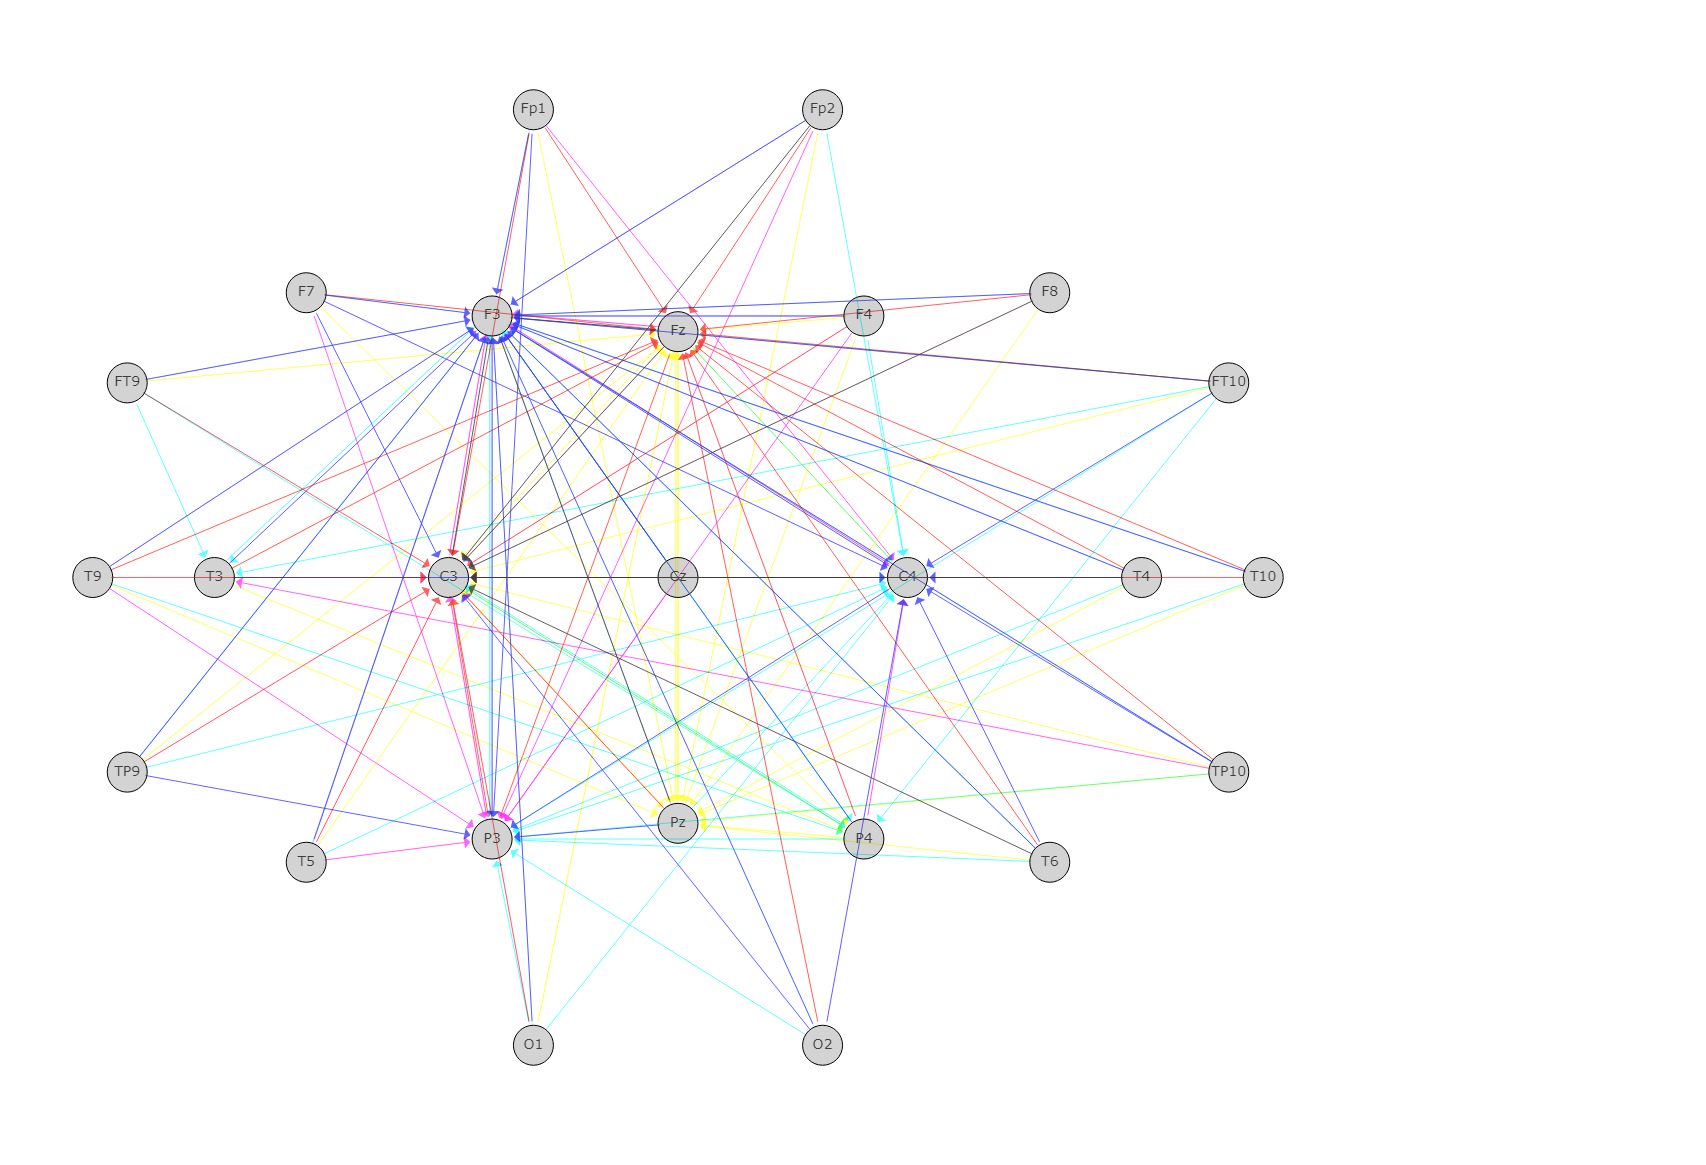 Fp1 Fp2
F7 F3 Fz F4 F8
FT9 FT10
T9 T3 C3 Cz C4 T4 T10
TP9 TP10
T5 P3 Pz P4 T6
O1 O2